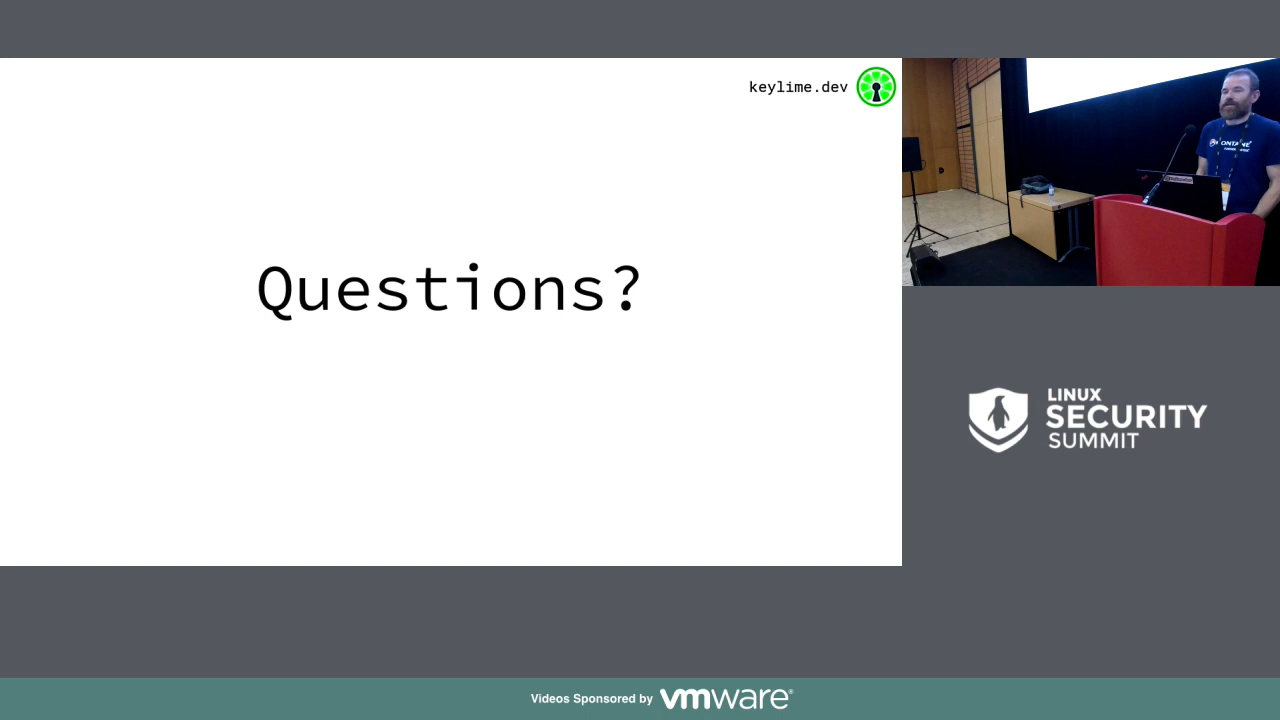 keylime.dev
Questions?
LINUX
SECURITY
SUMMIT
Videos Sponsored by vmware®